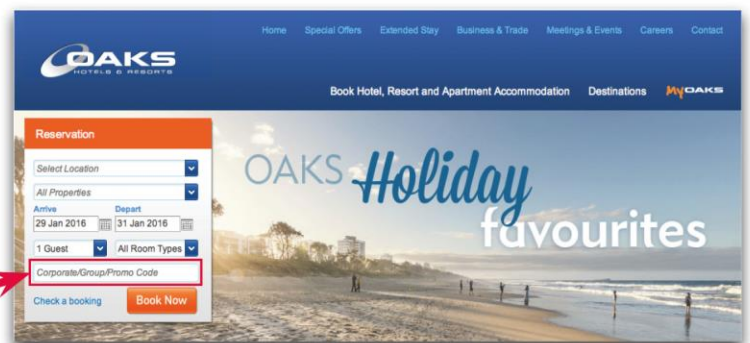 Home Special Offers Extended Stay Business & Trade Meetings & Events Careers Contact
OAKS
HOTELS & RESORTS
Book Hotel, Resort and Apartment Accommodation Destinations MyOAKS
Reservation
Select Location
All Properties
Arrive Depart
29 Jan 2016 31 Jan 2016
1 Guest All Room Types
Corporate/Group/Promo Code
Check a booking Book Now
OAKS Holiday
favourites